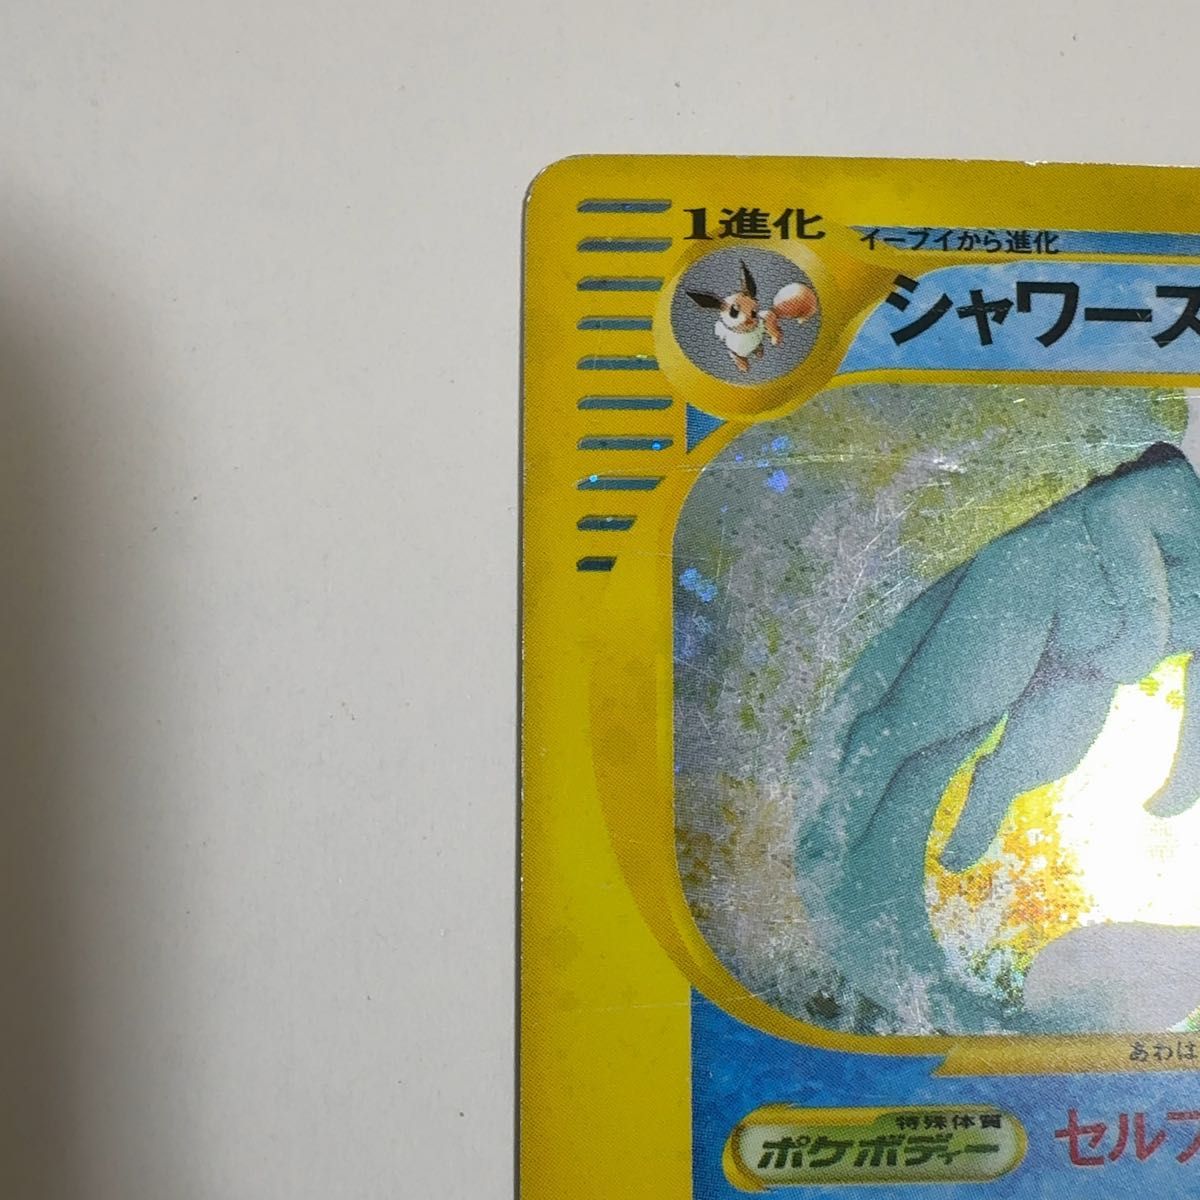 1進化
イーブイから進化
シャワーズ
あわは
特殊体質
ポケボディー
セルフ